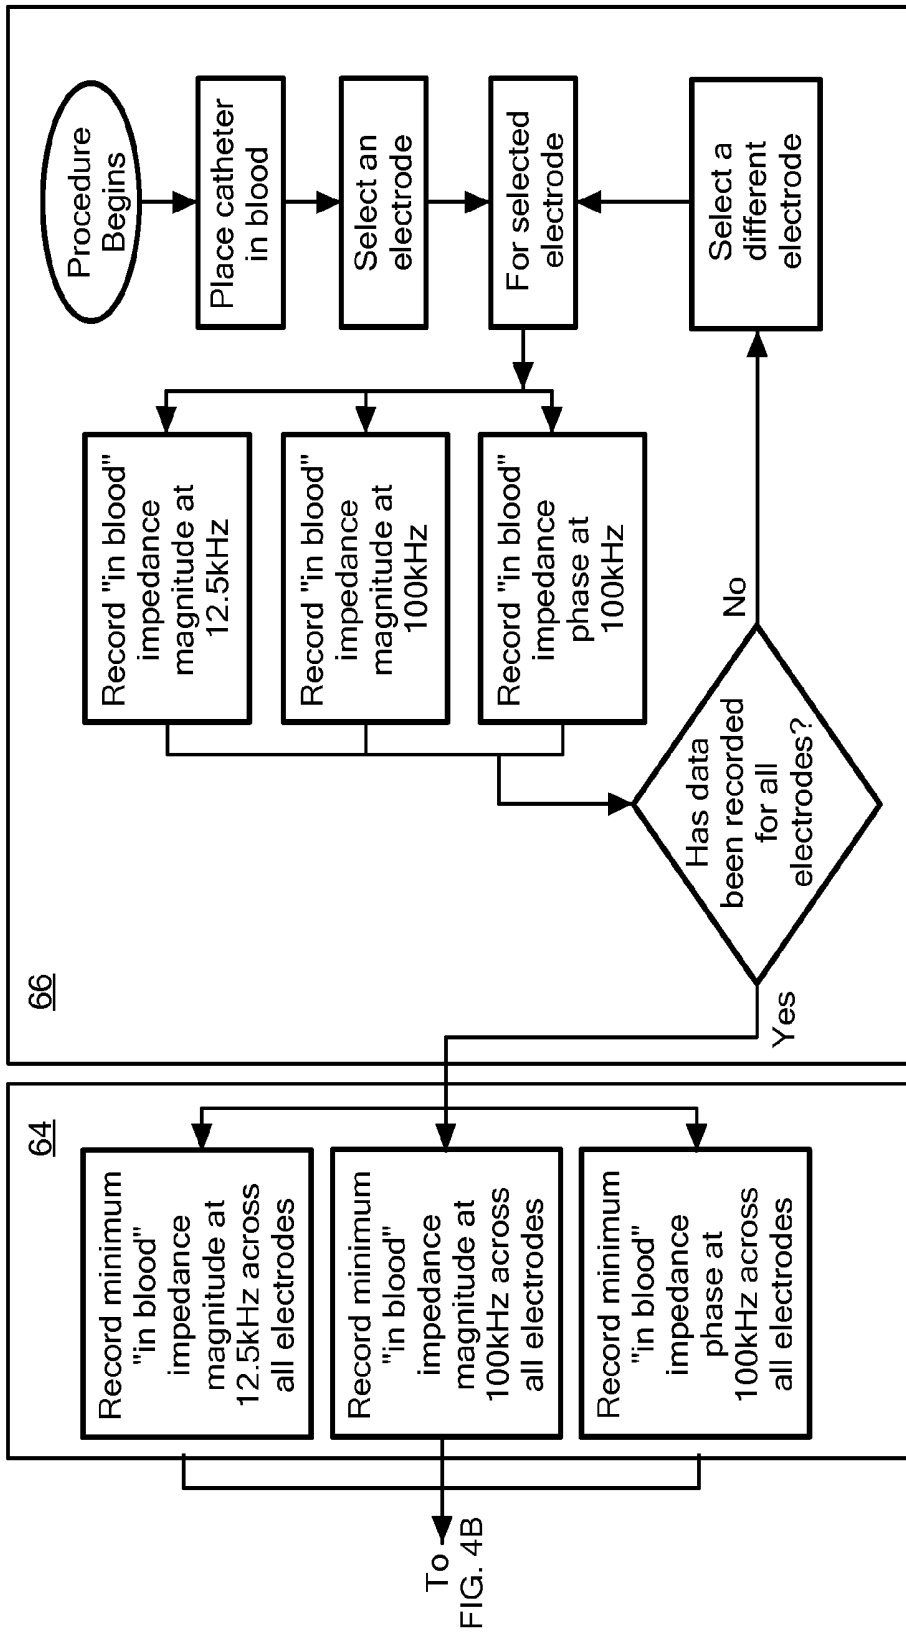 Procedure
Begins
Place catheter
in blood
Select an
electrode
For selected
electrode
Select a
different
electrode
Record "in blood"
impedance
magnitude at
12.5kHz
Record "in blood"
impedance
magnitude at
100kHz
Record "in blood"
impedance
phase at
100kHz
Has data
been recorded
for all
electrodes?
No
Yes
66
64
Record minimum
"in blood"
impedance
magnitude at
12.5kHz across
all electrodes
Record minimum
"in blood"
impedance
magnitude at
100kHz across
all electrodes
Record minimum
"in blood"
impedance
phase at
100kHz across
all electrodes
To
FIG. 4B